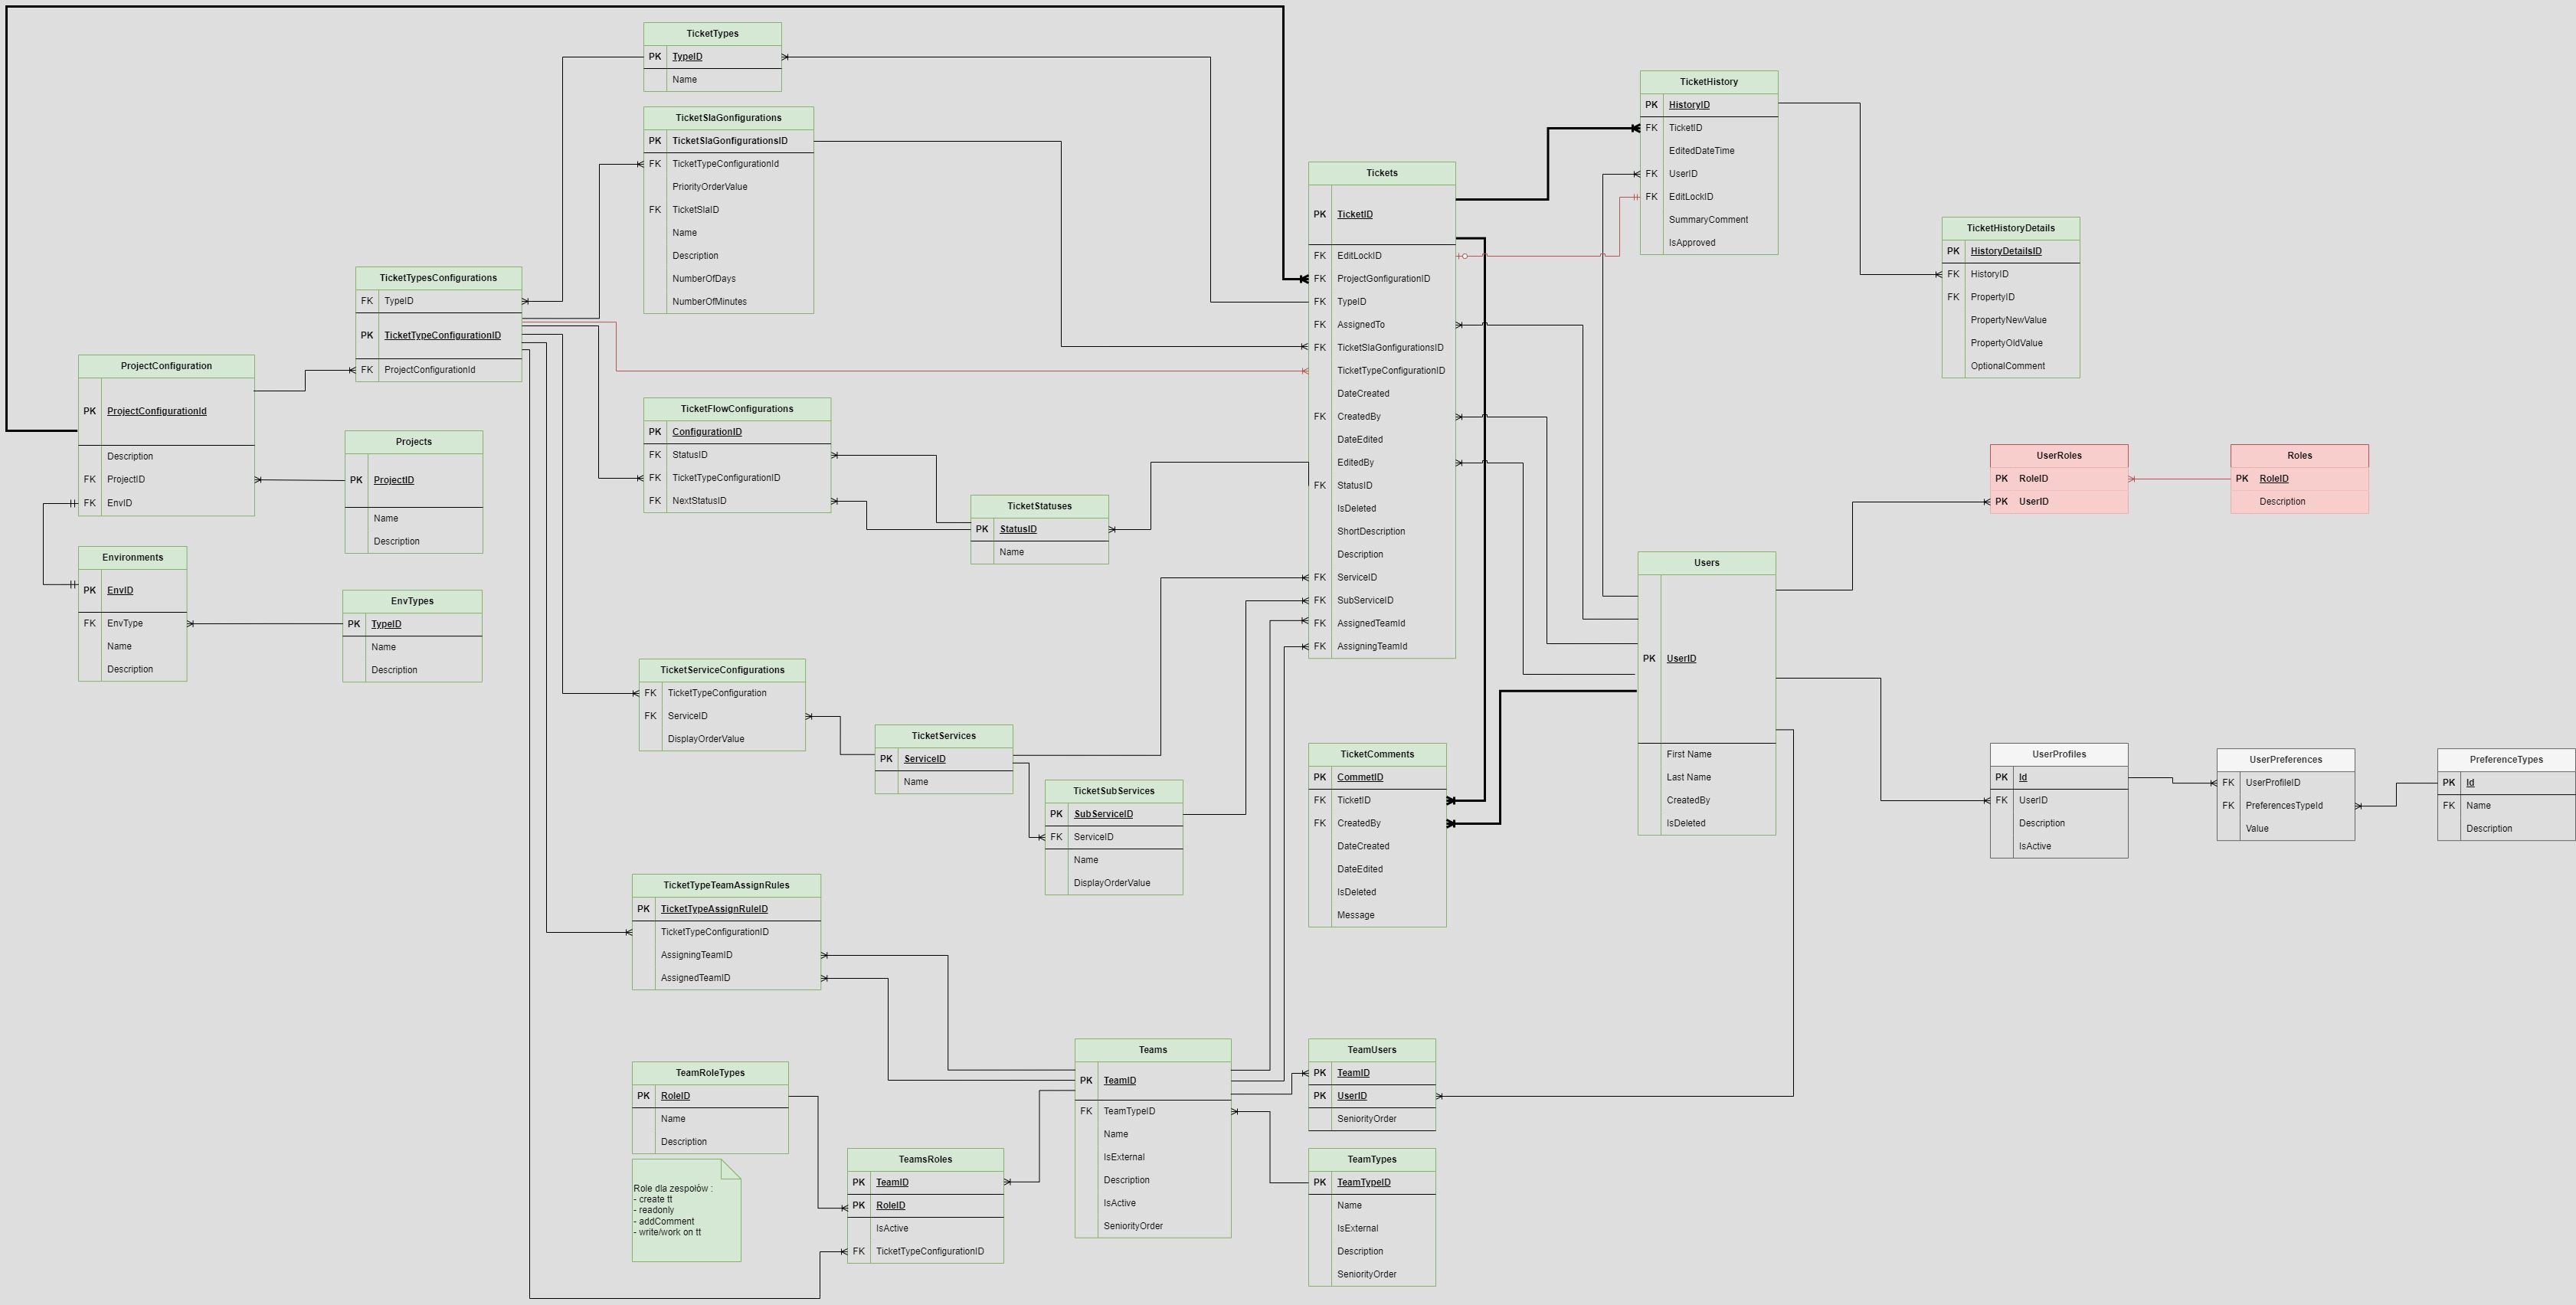 TicketTypes
PK TypeID
Name
TicketSlaGonfigurations
PK TicketSlaGonfigurationsID
FK TicketTypeConfigurationId
PriorityOrderValue
FK TicketSlaID
Name
Description
NumberOfDays
NumberOfMinutes
TicketTypesConfigurations
FK TypeID
PK TicketTypeConfigurationID
FK ProjectConfigurationId
ProjectConfiguration
PK ProjectConfigurationId
Description
FK ProjectID
FK EnvID
Projects
PK ProjectID
Name
Description
Environments
PK EnvID
FK EnvType
Name
Description
EnvTypes
PK TypeID
Name
Description
TicketFlowConfigurations
PK ConfigurationID
FK StatusID
FK TicketTypeConfigurationID
FK NextStatusID
TicketStatuses
PK StatusID
Name
TicketServiceConfigurations
FK TicketTypeConfiguration
FK ServiceID
DisplayOrderValue
TicketServices
PK ServiceID
Name
TicketSubServices
PK SubServiceID
FK ServiceID
Name
DisplayOrderValue
TicketTypeTeamAssignRules
PK TicketTypeAssignRuleID
TicketTypeConfigurationID
AssigningTeamID
AssignedTeamID
TeamRoleTypes
PK RoleID
Name
Description
Role dla zespołów :
- create tt
- readonly
- addComment
- write/work on tt
TeamsRoles
PK TeamID
PK RoleID
IsActive
FK TicketTypeConfigurationID
Teams
PK TeamID
FK TeamTypeID
Name
IsExternal
Description
IsActive
SeniorityOrder
TeamUsers
PK TeamID
PK UserID
SeniorityOrder
TeamTypes
PK TeamTypeID
Name
IsExternal
Description
SeniorityOrder
Tickets
PK TicketID
FK EditLockID
FK ProjectGonfigurationID
FK TypeID
FK AssignedTo
FK TicketSlaGonfigurationsID
FK TicketTypeConfigurationID
DateCreated
FK CreatedBy
DateEdited
EditedBy
FK StatusID
IsDeleted
ShortDescription
Description
FK ServiceID
FK SubServiceID
FK AssignedTeamId
FK AssigningTeamId
TicketComments
PK CommetID
FK TicketID
FK CreatedBy
DateCreated
DateEdited
IsDeleted
Message
TicketHistory
PK HistoryID
FK TicketID
EditedDateTime
FK UserID
FK EditLockID
SummaryComment
IsApproved
TicketHistoryDetails
PK HistoryDetailsID
FK HistoryID
FK PropertyID
PropertyNewValue
PropertyOldValue
OptionalComment
UserRoles
PK RoleID
PK UserID
Roles
PK RoleID
Description
Users
PK UserID
First Name
Last Name
CreatedBy
IsDeleted
UserProfiles
PK Id
FK UserID
Description
IsActive
UserPreferences
FK UserProfileID
FK PreferencesTypeId
Value
PreferenceTypes
PK Id
FK Name
Description